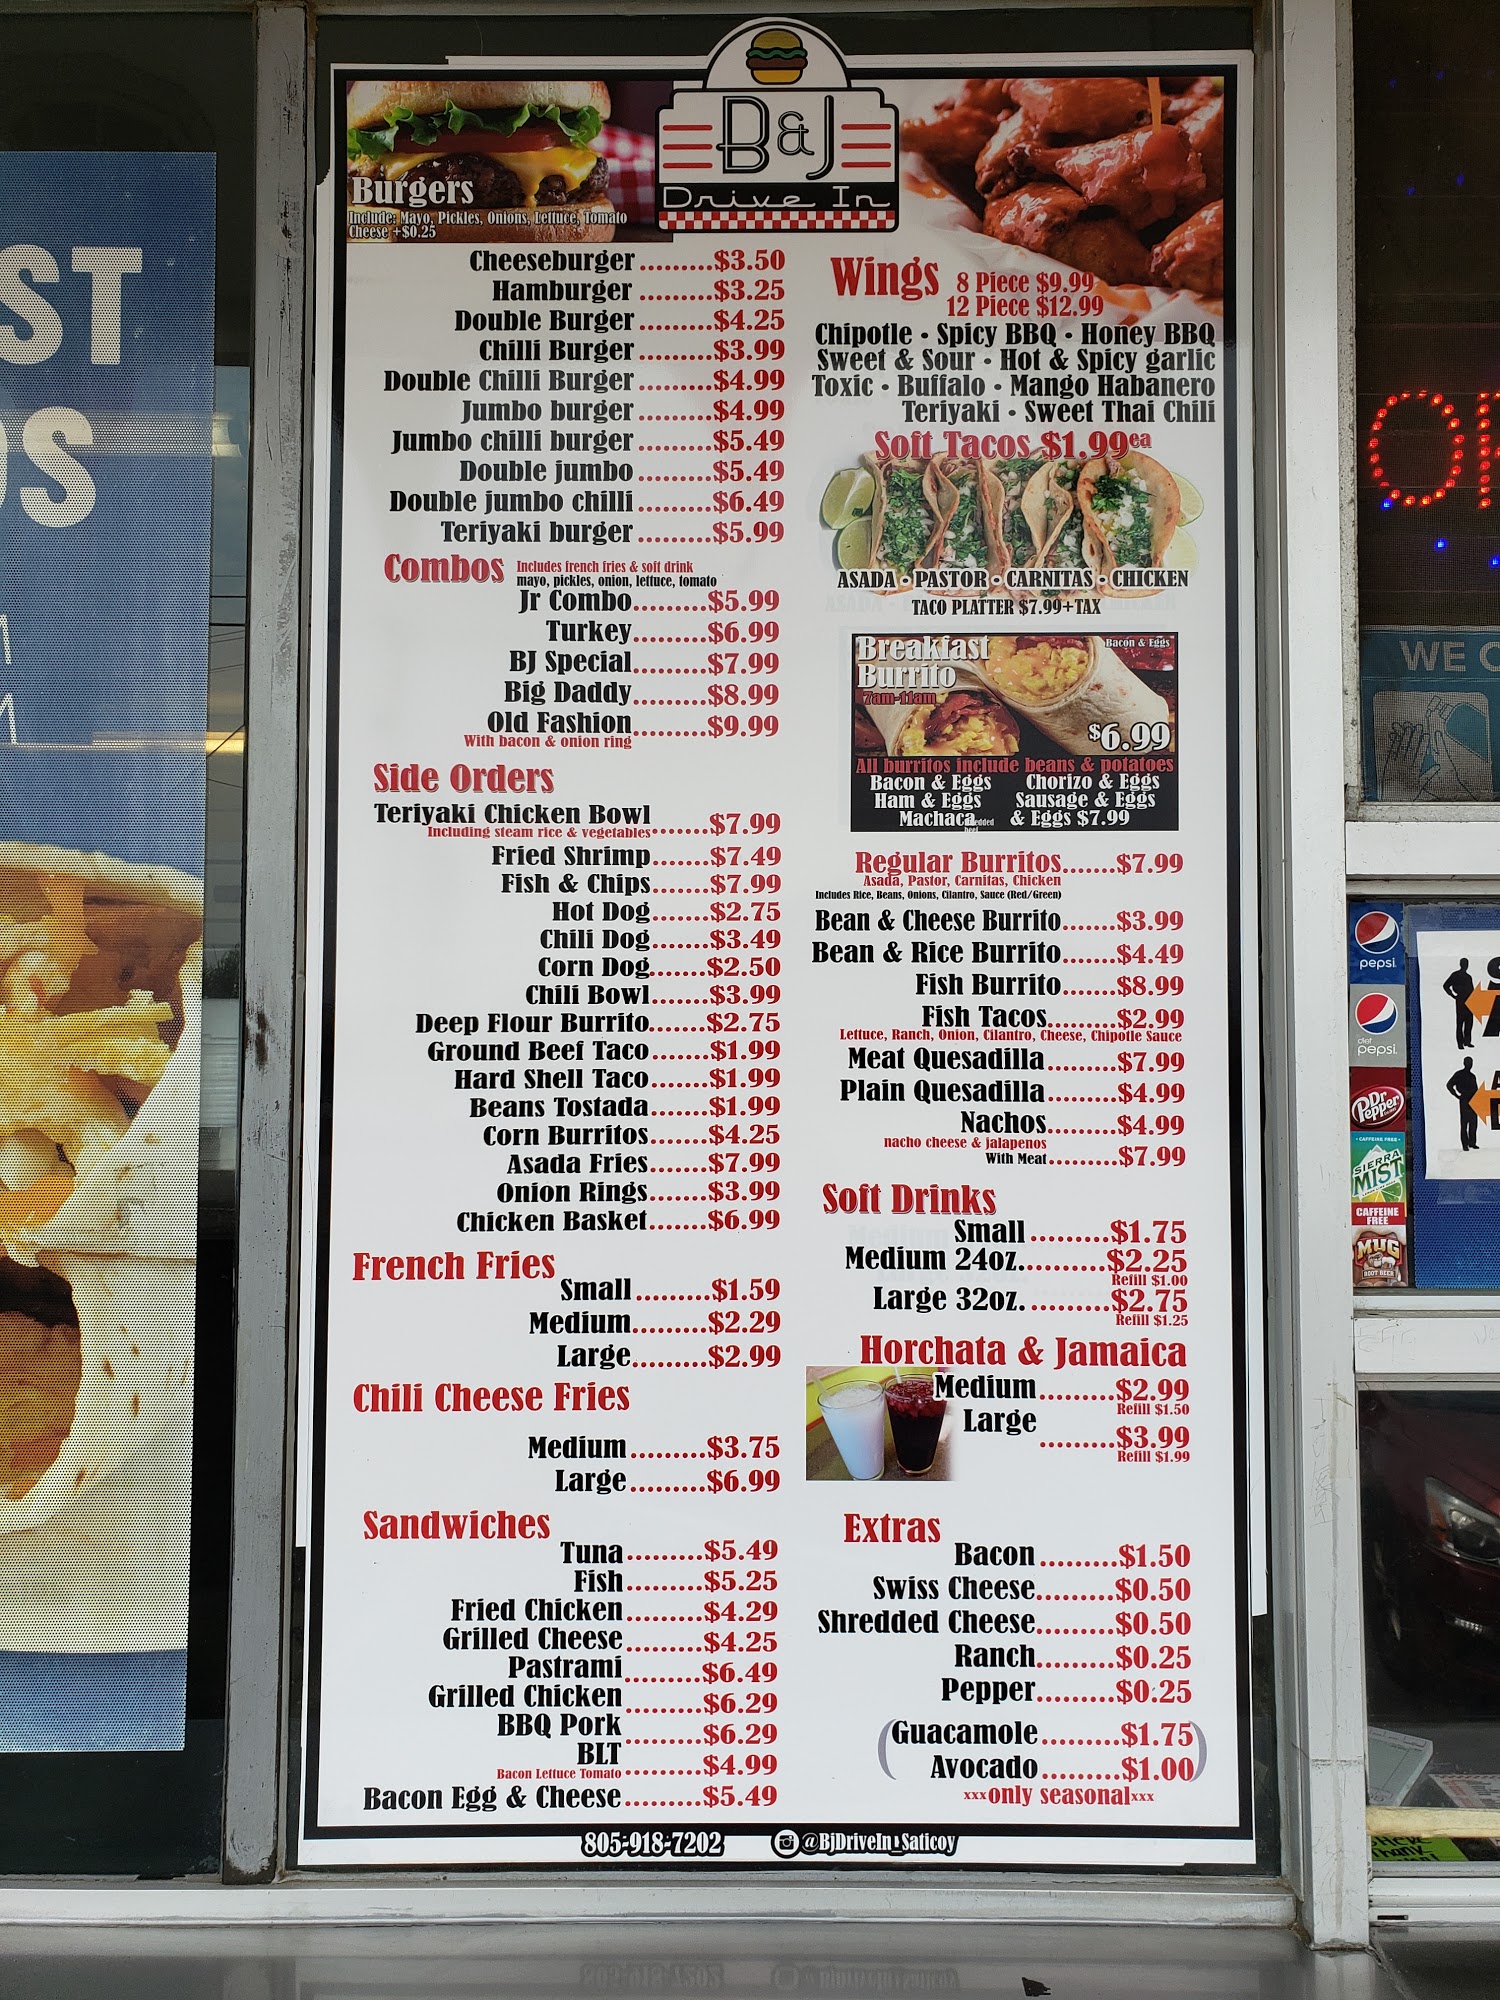 B&J
Drive In
Burgers
Include: Mayo, Pickles, Onions, Lettuce, Tomato
Cheese +$0.25
Cheeseburger.........$3.50
Hamburger.........$3.25
Double Burger.........$4.25
Chilli Burger.........$3.99
Double Chilli Burger.........$4.99
Jumbo burger.........$4.99
Jumbo chilli burger.........$5.49
Double jumbo.........$5.49
Double jumbo chilli.........$6.49
Teriyaki burger.........$5.99
Combos Includes french fries & soft drink
mayo, pickles, onion, lettuce, tomato
Jr Combo.........$5.99
Turkey.........$6.99
BJ Special.........$7.99
Big Daddy.........$8.99
Old Fashion.........$9.99
With bacon & onion ring
Side Orders
Teriyaki Chicken Bowl
Including steam rice & vegetables.......$7.99
Fried Shrimp.......$7.49
Fish & Chips.......$7.99
Hot Dog.......$2.75
Chili Dog.......$3.49
Corn Dog.......$2.50
Chili Bowl.......$3.99
Deep Flour Burrito.......$2.75
Ground Beef Taco.......$1.99
Hard Shell Taco.......$1.99
Beans Tostada.......$1.99
Corn Burritos.......$4.25
Asada Fries.......$7.99
Onion Rings.......$3.99
Chicken Basket.......$6.99
French Fries
Small.........$1.59
Medium.........$2.29
Large.........$2.99
Chili Cheese Fries
Medium.........$3.75
Large.........$6.99
Sandwiches
Tuna.........$5.49
Fish.........$5.25
Fried Chicken.........$4.29
Grilled Cheese.........$4.25
Pastrami.........$6.49
Grilled Chicken.........$6.29
BBQ Pork.........$6.29
BLT.........$4.99
Bacon Lettuce Tomato
Bacon Egg & Cheese.........$5.49
Wings 8 Piece $9.99
12 Piece $12.99
Chipotle • Spicy BBQ • Honey BBQ
Sweet & Sour • Hot & Spicy garlic
Toxic • Buffalo • Mango Habanero
Teriyaki • Sweet Thai Chili
Soft Tacos $1.99ea
ASADA • PASTOR • CARNITAS • CHICKEN
TACO PLATTER $7.99+TAX
Breakfast
Burrito
7am-11am
Bacon & Eggs
$6.99
All burritos include beans & potatoes
Bacon & Eggs Chorizo & Eggs
Ham & Eggs Sausage & Eggs
Machaca & Eggs $7.99
beef
Regular Burritos.......$7.99
Asada, Pastor, Carnitas, Chicken
Includes Rice, Beans, Onions, Cilantro, Sauce (Red/Green)
Bean & Cheese Burrito.......$3.99
Bean & Rice Burrito.......$4.49
Fish Burrito.......$8.99
Fish Tacos.........$2.99
Lettuce, Ranch, Onion, Cilantro, Cheese, Chipotle Sauce
Meat Quesadilla.........$7.99
Plain Quesadilla.........$4.99
Nachos.........$4.99
nacho cheese & jalapenos
With Meat.........$7.99
Soft Drinks
Small.........$1.75
Medium 24oz..........$2.25
Refill $1.00
Large 32oz. .........$2.75
Refill $1.25
Horchata & Jamaica
Medium.........$2.99
Refill $1.50
Large
.........$3.99
Refill $1.99
Extras
Bacon.........$1.50
Swiss Cheese.........$0.50
Shredded Cheese.........$0.50
Ranch.........$0.25
Pepper.........$0.25
(Guacamole.........$1.75)
Avocado.........$1.00
xxxonly seasonalxxx
805-918-7202 @BjDriveIn_Saticoy
ST
OS
WE
pepsi
diet
pepsi
Dr Pepper
CAFFEINE FREE
SIERRA
MIST
CAFFEINE
FREE
MUG
ROOT BEER